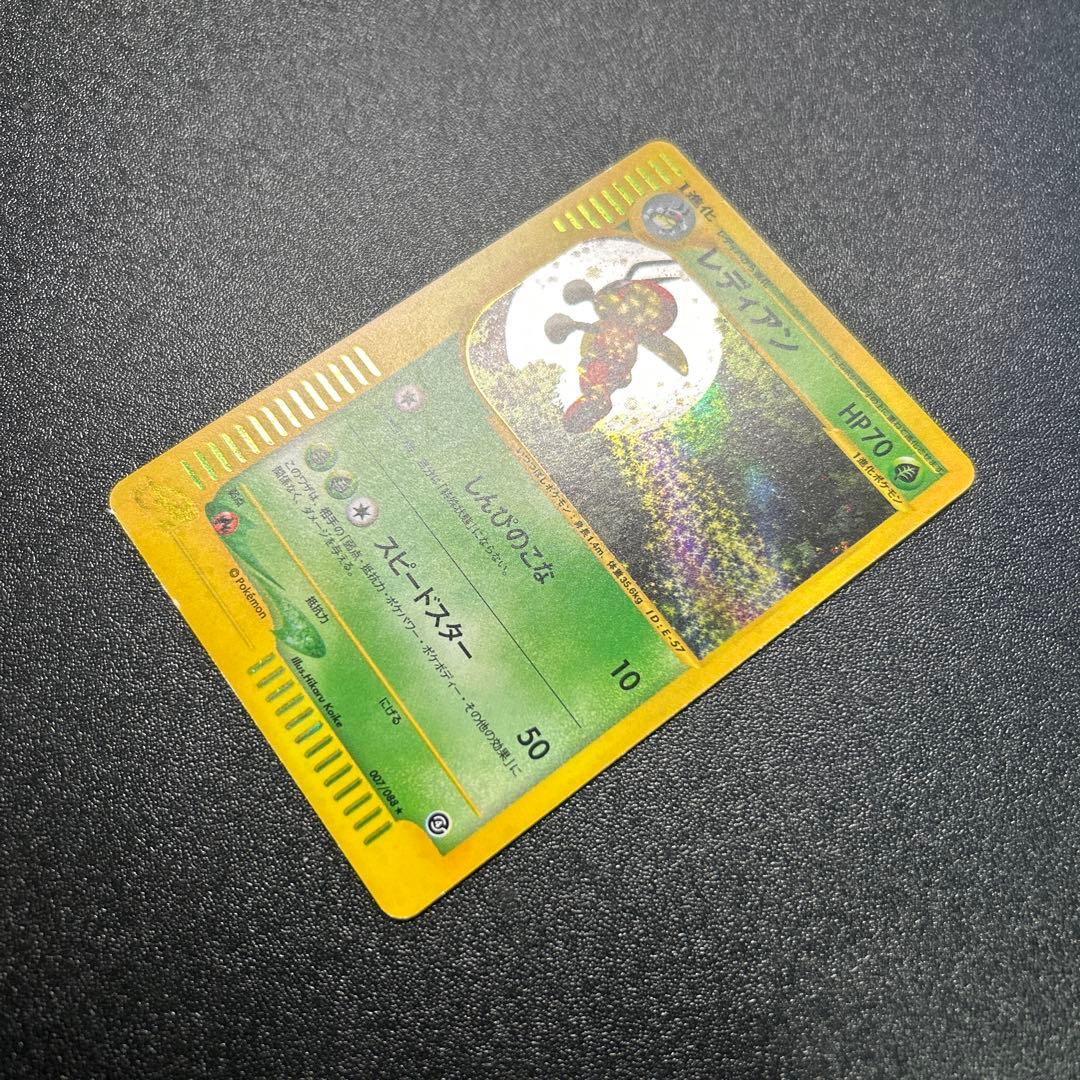 1進化
レディアン
HP70
1進化ポケモン
身長1.4m, 体重35.6kg ID:E-57
しんぴのこな
10
スピードスター
50
このワザは、相手の「弱点・抵抗力・ポケパワー・ポケボディー・その他の効果」に
関係なく、ダメージを与える。
弱点
抵抗力
にげる
©Pokémon
Illus.Hikaru Koike
007/088★